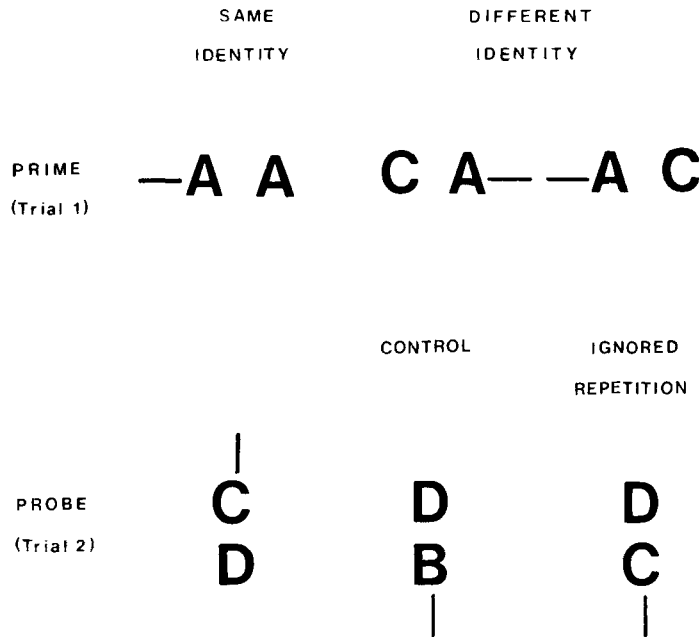 SAME DIFFERENT
IDENTITY IDENTITY
PRIME
(Trial 1)
A A C A A C
CONTROL IGNORED
REPETITION
PROBE
(Trial 2)
C D D
D B C